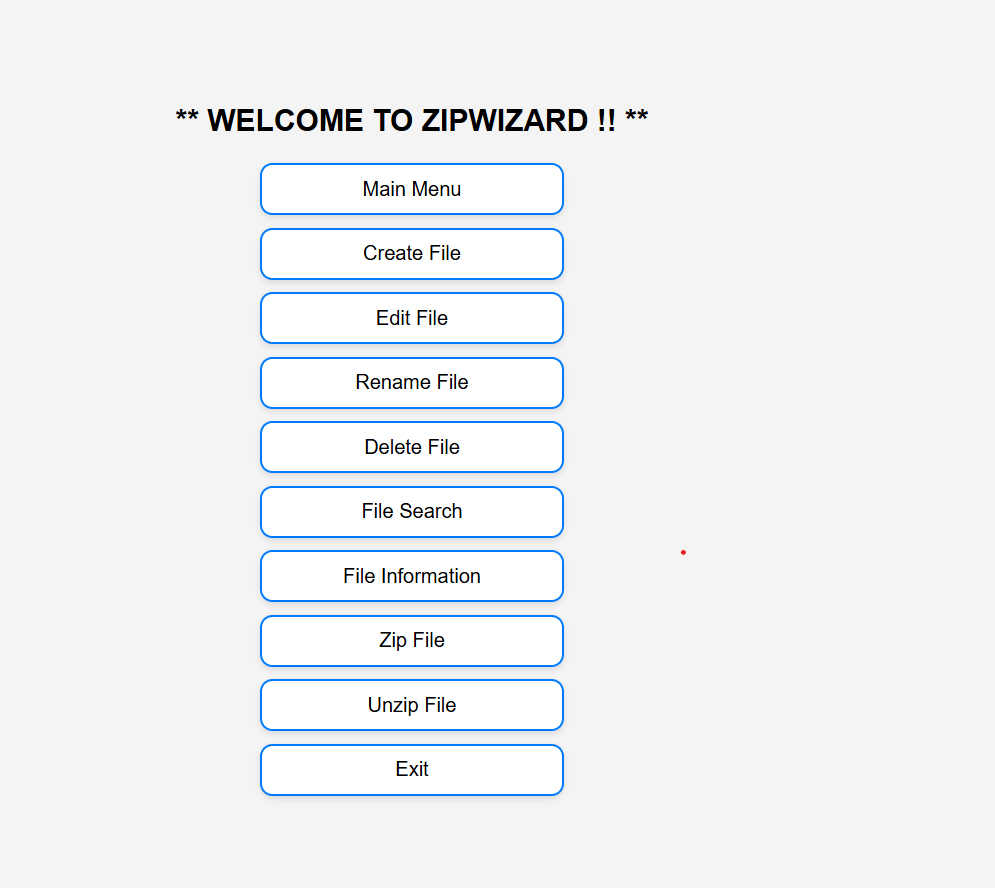 ** WELCOME TO ZIPWIZARD !! **
Main Menu
Create File
Edit File
Rename File
Delete File
File Search
File Information
Zip File
Unzip File
Exit